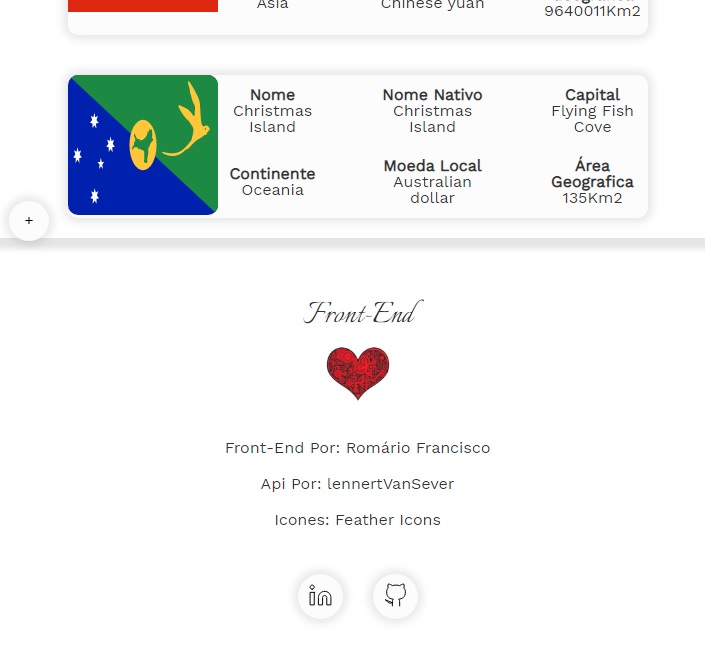 Asia
Chinese yuan
9640011Km2
Nome
Christmas
Island
Nome Nativo
Christmas
Island
Capital
Flying Fish
Cove
Continente
Oceania
Moeda Local
Australian
dollar
Área
Geografica
135Km2
+
Front-End
Front-End Por: Romário Francisco
Api Por: lennertVanSever
Icones: Feather Icons
in